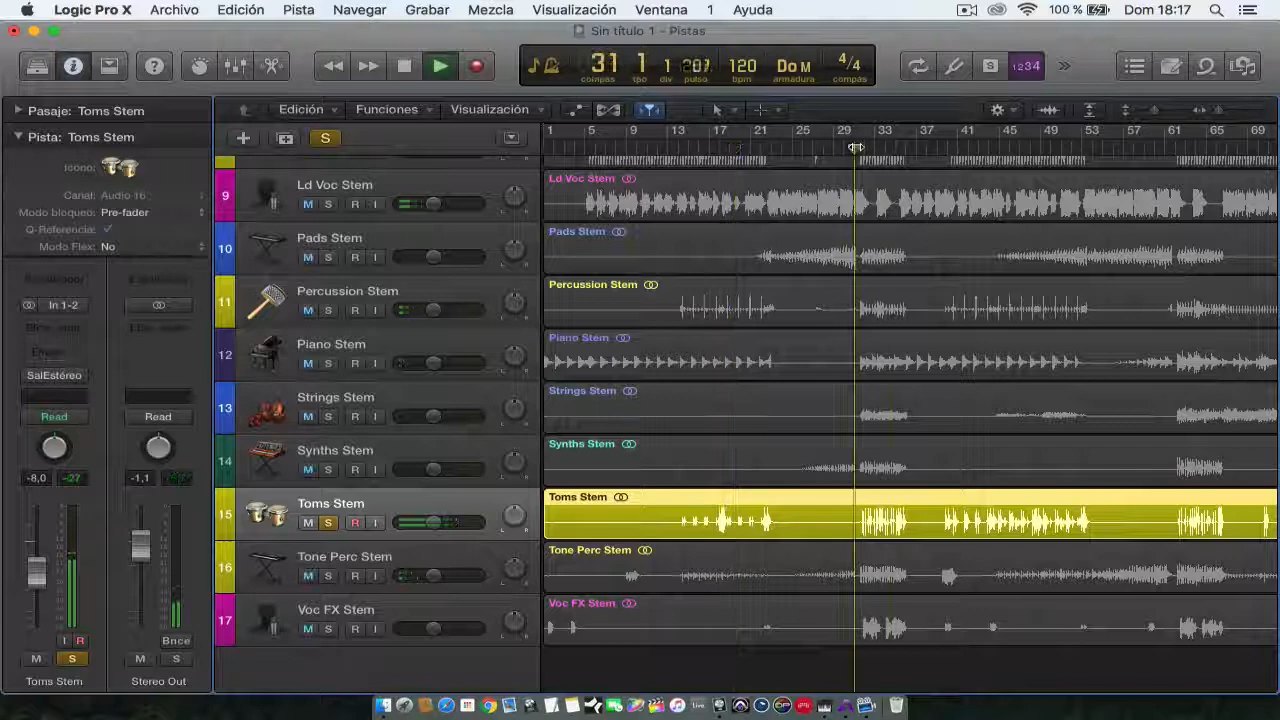 Logic Pro X Archivo Edición Pista Navegar Grabar Mezcla Visualización Ventana 1 Ayuda 100 % Dom 18:17
Sin título 1 - Pistas
31 1 1 207 120 Do M 4/4
compás tpo div pulso bpm armadura compás
S 1234
Pasaje: Toms Stem
Edición Funciones Visualización
Pista: Toms Stem
S
1 5 9 13 17 21 25 29 33 37 41 45 49 53 57 61 65 69
Icono:
Canal: Audio 16
Modo bloqueo: Pre-fader
Q-Referencia: ✓
Modo Flex: No
In 1-2
SalEstéreo
Read Read
-8,0 -27 -1,1
I R Bnce
M S M S
Toms Stem Stereo Out
9 Ld Voc Stem
M S R I
Ld Voc Stem
10 Pads Stem
M S R I
Pads Stem
11 Percussion Stem
M S R I
Percussion Stem
12 Piano Stem
M S R I
Piano Stem
13 Strings Stem
M S R I
Strings Stem
14 Synths Stem
M S R I
Synths Stem
15 Toms Stem
M S R I
Toms Stem
16 Tone Perc Stem
M S R I
Tone Perc Stem
17 Voc FX Stem
M S R I
Voc FX Stem